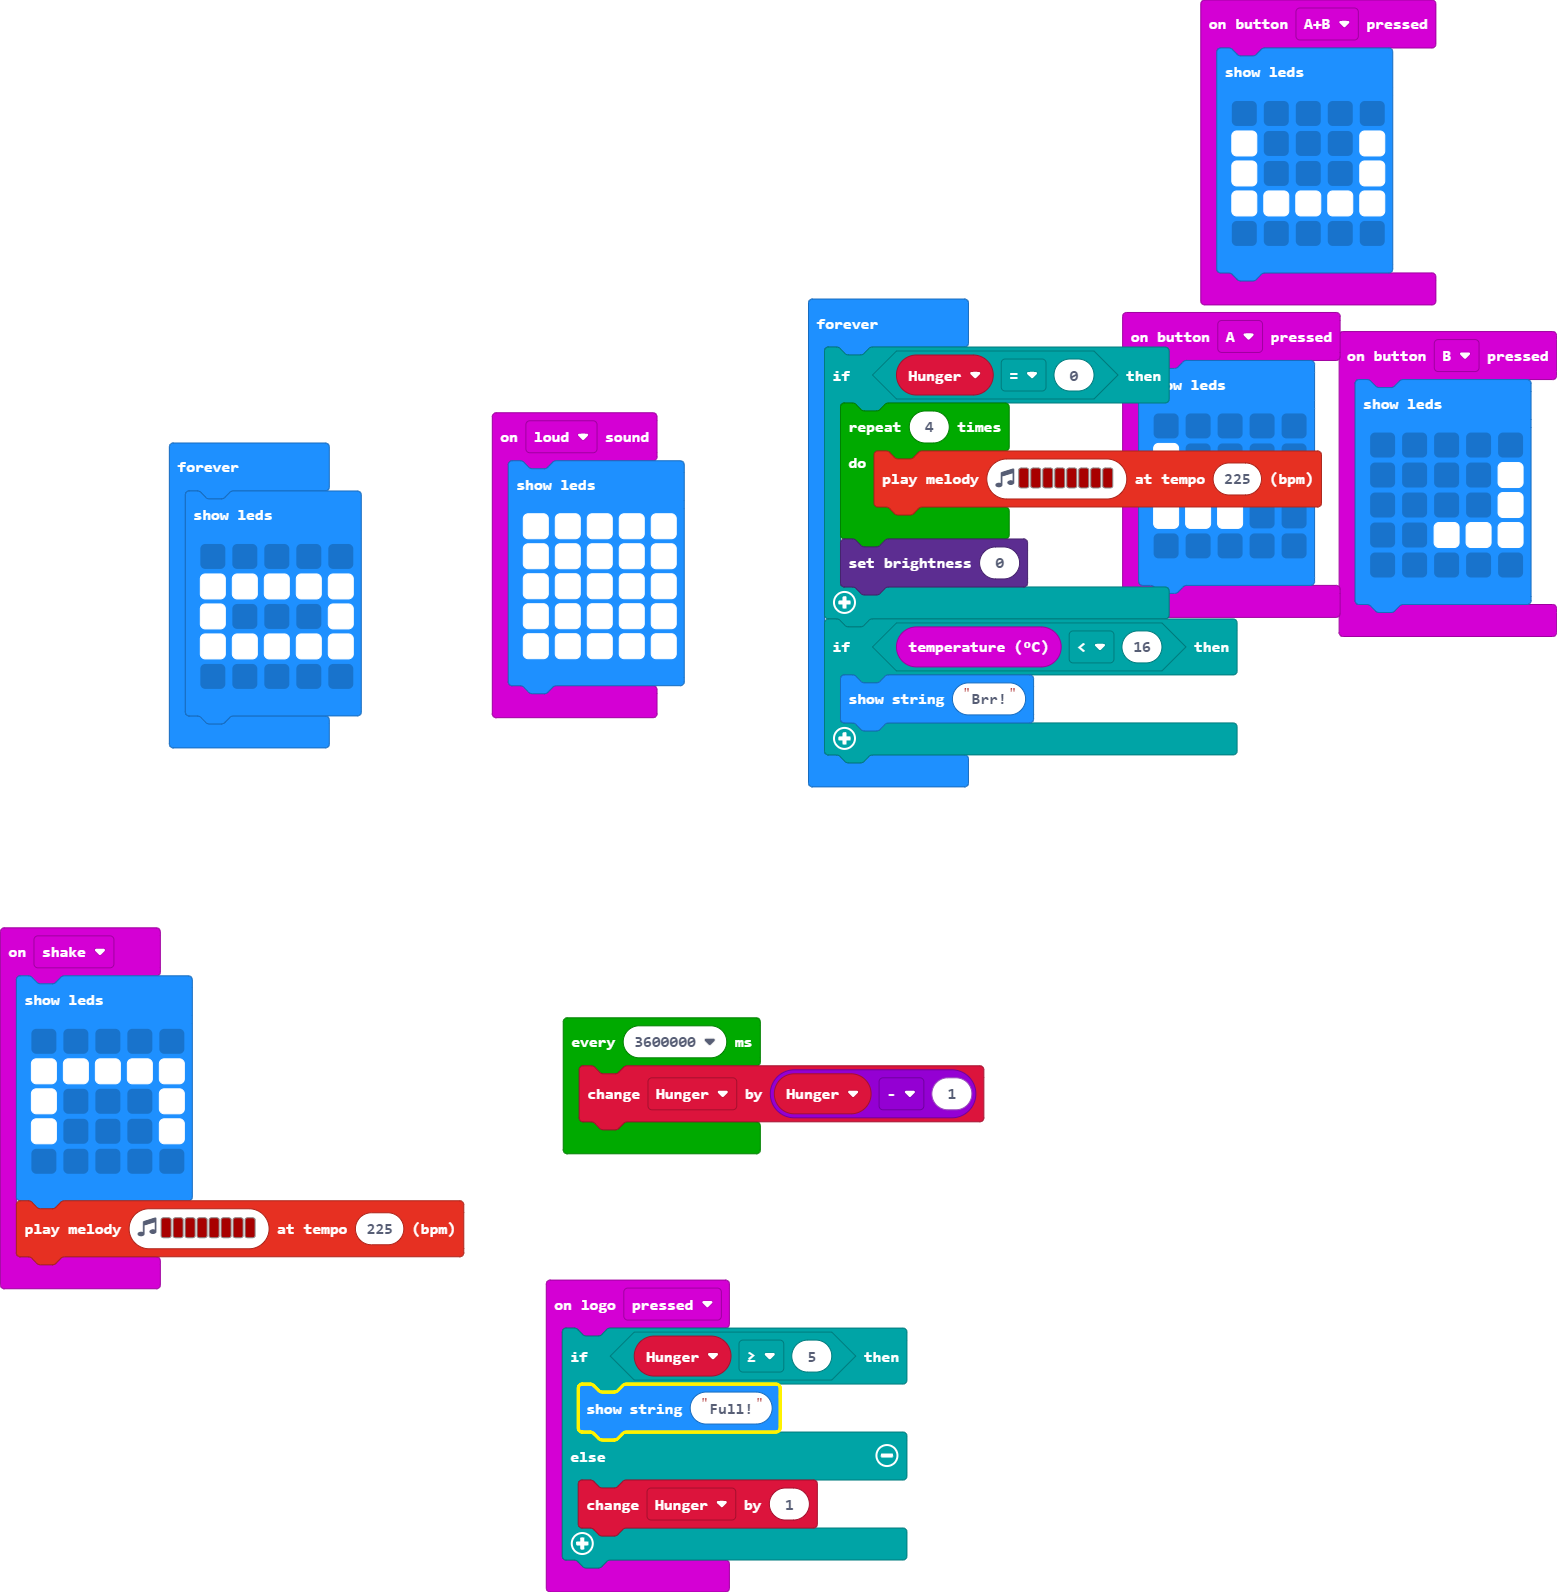 on button A+B pressed
show leds
forever
if Hunger = 0 then
repeat 4 times
do play melody at tempo 225 (bpm)
set brightness 0
if temperature (°C) < 16 then
show string "Brr!"
on button A pressed
leds
on button B pressed
show leds
on loud sound
show leds
forever
show leds
on shake
show leds
play melody at tempo 225 (bpm)
every 3600000 ms
change Hunger by Hunger - 1
on logo pressed
if Hunger ≥ 5 then
show string "Full!"
else
change Hunger by 1